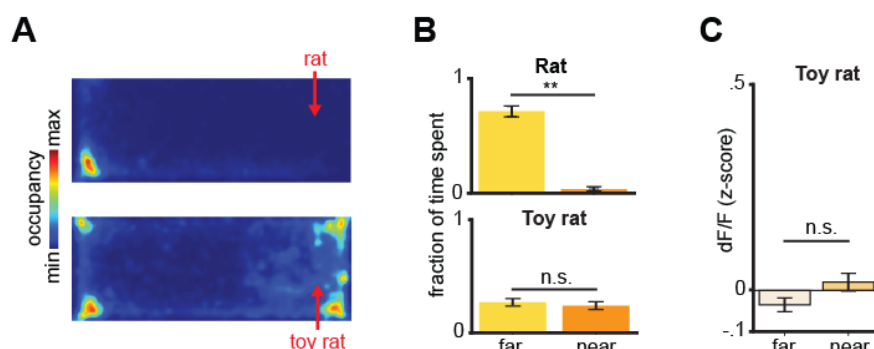 A
rat
max
occupancy
min
toy rat
B
Rat
**
1
0
fraction of time spent
Toy rat
n.s.
1
0
far
near
C
Toy rat
.5
dF/F (z-score)
n.s.
0
-.1
far
near